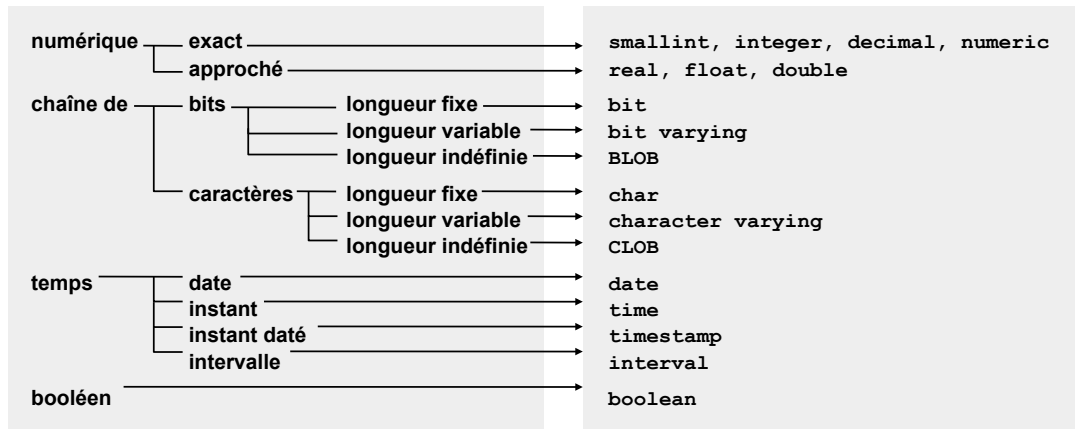 numérique exact smallint, integer, decimal, numeric
approché real, float, double
chaîne de bits longueur fixe bit
longueur variable bit varying
longueur indéfinie BLOB
caractères longueur fixe char
longueur variable character varying
longueur indéfinie CLOB
temps date date
instant time
instant daté timestamp
intervalle interval
booléen boolean